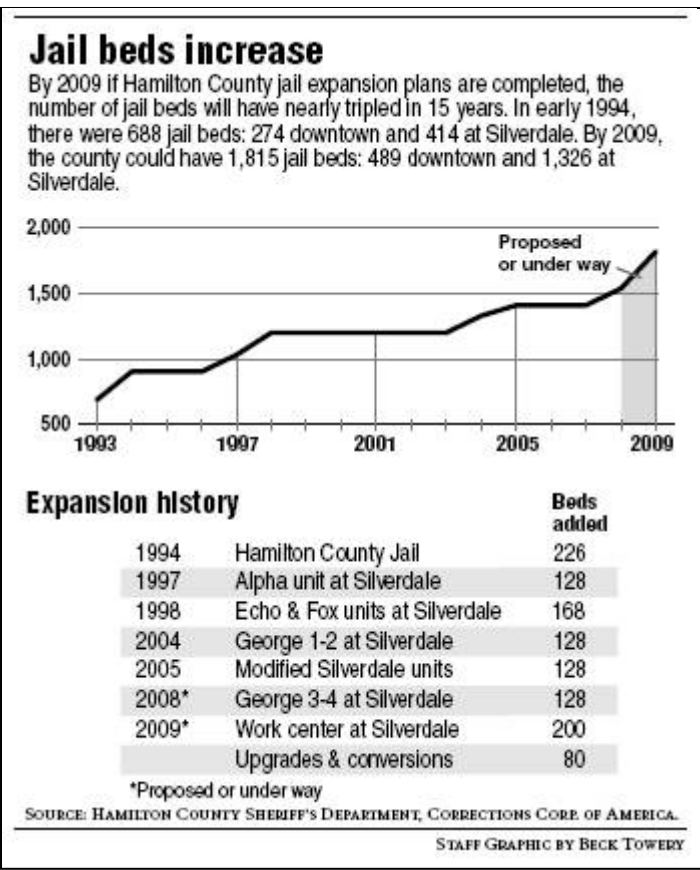 Jail beds increase
By 2009 if Hamilton County jail expansion plans are completed, the
number of jail beds will have nearly tripled in 15 years. In early 1994,
there were 688 jail beds: 274 downtown and 414 at Silverdale. By 2009,
the county could have 1,815 jail beds: 489 downtown and 1,326 at
Silverdale.
2,000
Proposed
or under way
1,500
1,000
500
1993 1997 2001 2005 2009
Expansion history Beds
added
1994 Hamilton County Jail 226
1997 Alpha unit at Silverdale 128
1998 Echo & Fox units at Silverdale 168
2004 George 1-2 at Silverdale 128
2005 Modified Silverdale units 128
2008* George 3-4 at Silverdale 128
2009* Work center at Silverdale 200
Upgrades & conversions 80
*Proposed or under way
SOURCE: HAMILTON COUNTY SHERIFF'S DEPARTMENT, CORRECTIONS CORP. OF AMERICA.
STAFF GRAPHIC BY BECK TOWERY